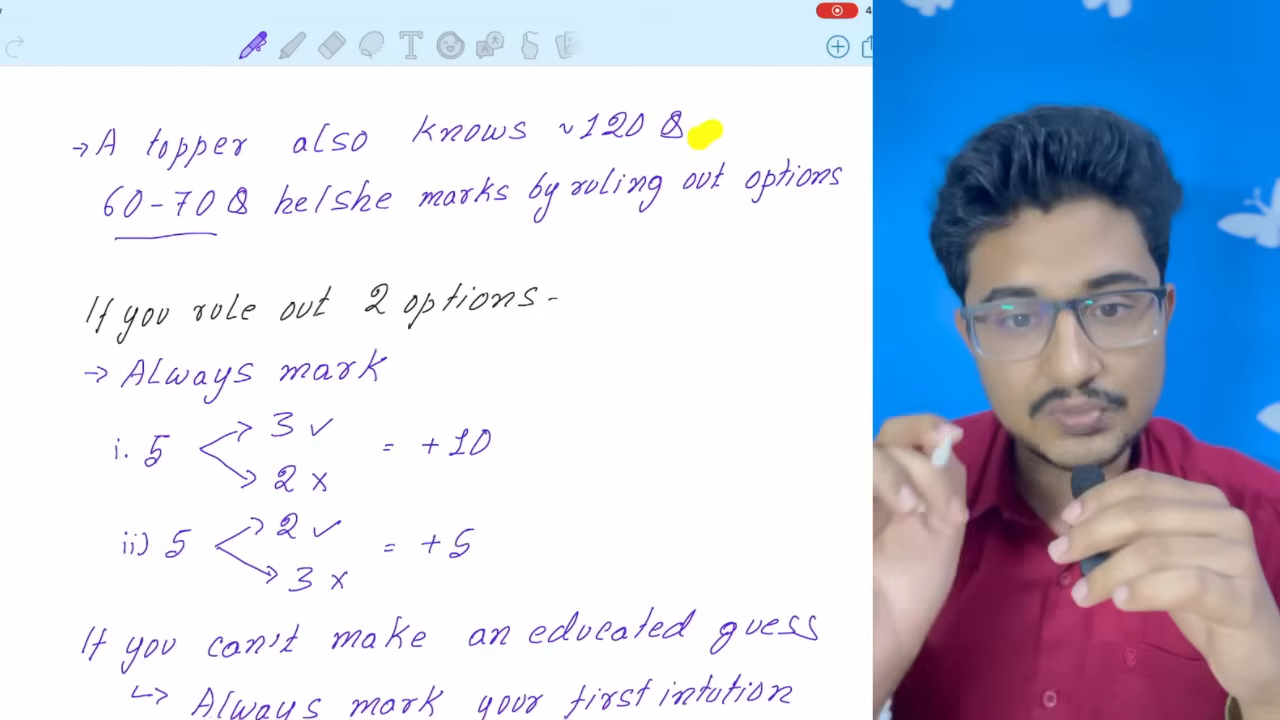 4
→ A topper also knows ~120 Q
60-70 Q he/she marks by ruling out options
If you rule out 2 options-
→ Always mark
i. 5
3 ✓
2 x
= +10
ii) 5
2 ✓
3 x
= +5
If you can't make an educated guess
↳ Always mark your first intution